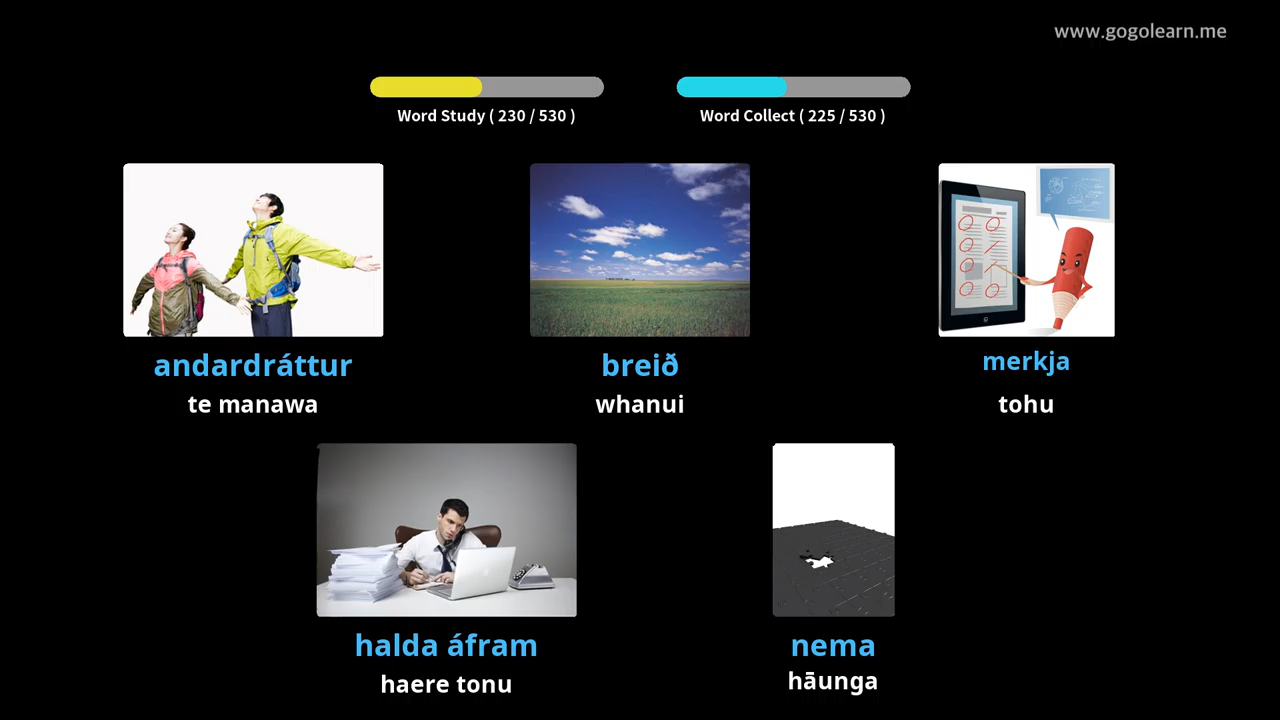 www.gogolearn.me
Word Study ( 230 / 530 )
Word Collect ( 225 / 530 )
andardráttur
te manawa
breið
whanui
merkja
tohu
halda áfram
haere tonu
nema
hāunga